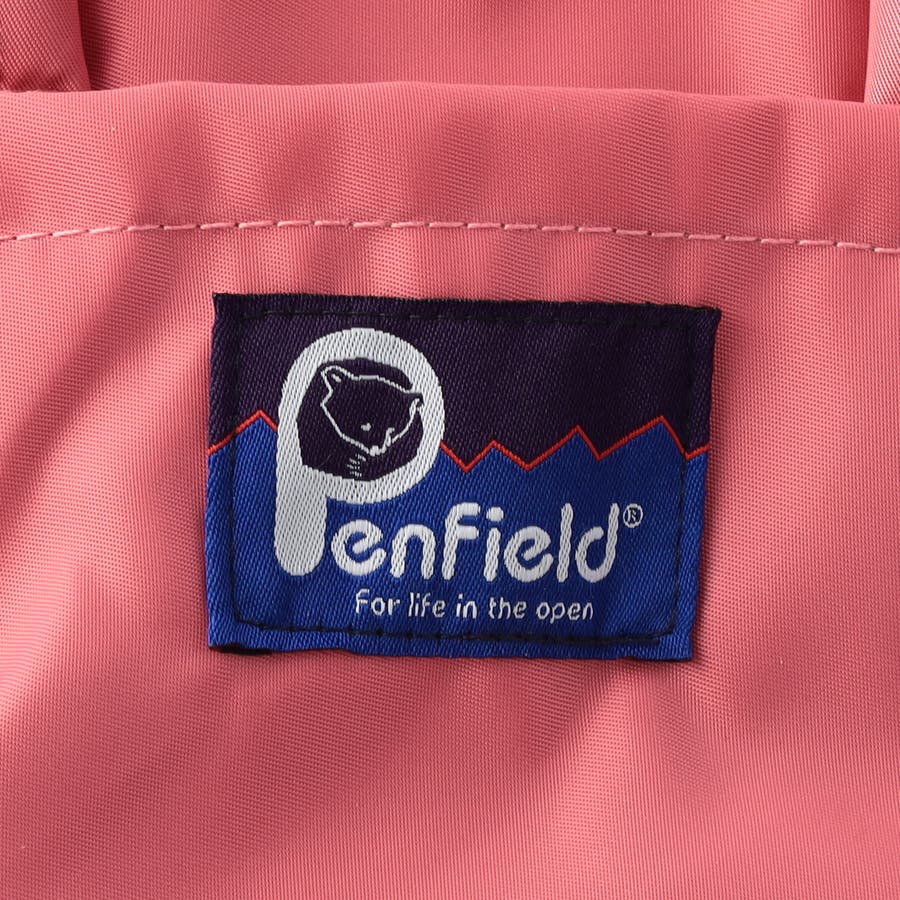 Penfield®
For life in the open